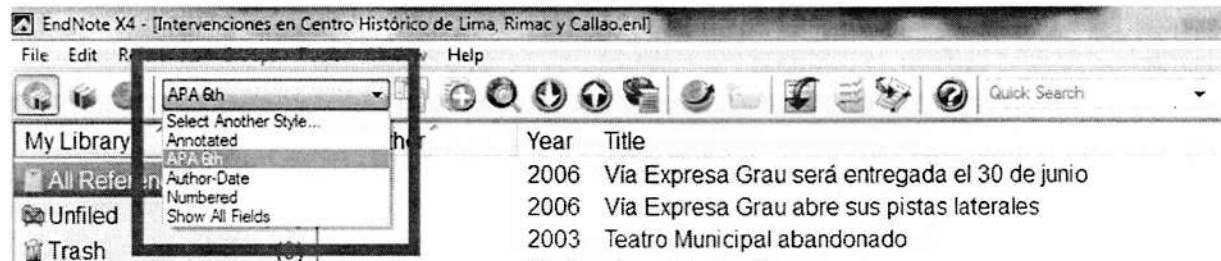 EndNote X4 - [Intervenciones en Centro Histórico de Lima, Rimac y Callao.enl]
File Edit Help
APA 6th Quick Search
Select Another Style...
My Library Annotated Year Title
APA 6th
All Author-Date 2006 Vía Expresa Grau será entregada el 30 de junio
Numbered
Unfiled Show All Fields 2006 Vía Expresa Grau abre sus pistas laterales
Trash 2003 Teatro Municipal abandonado